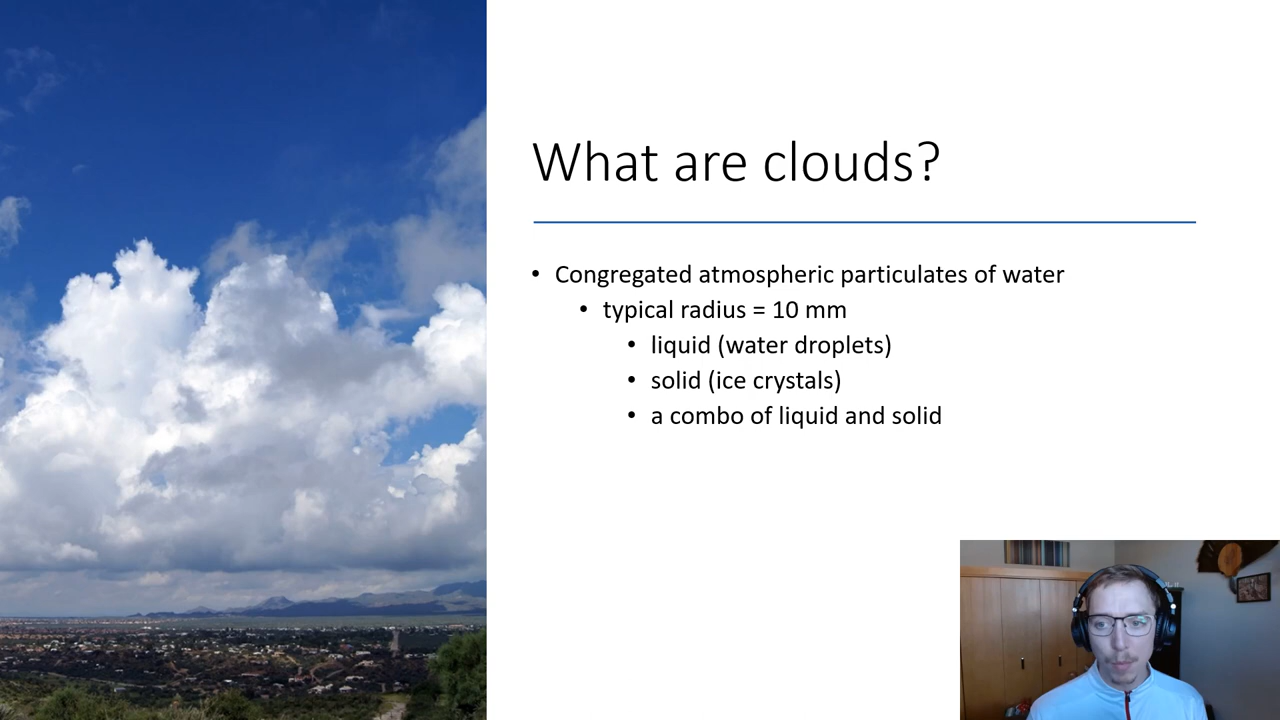 What are clouds?
• Congregated atmospheric particulates of water
• typical radius = 10 mm
• liquid (water droplets)
• solid (ice crystals)
• a combo of liquid and solid